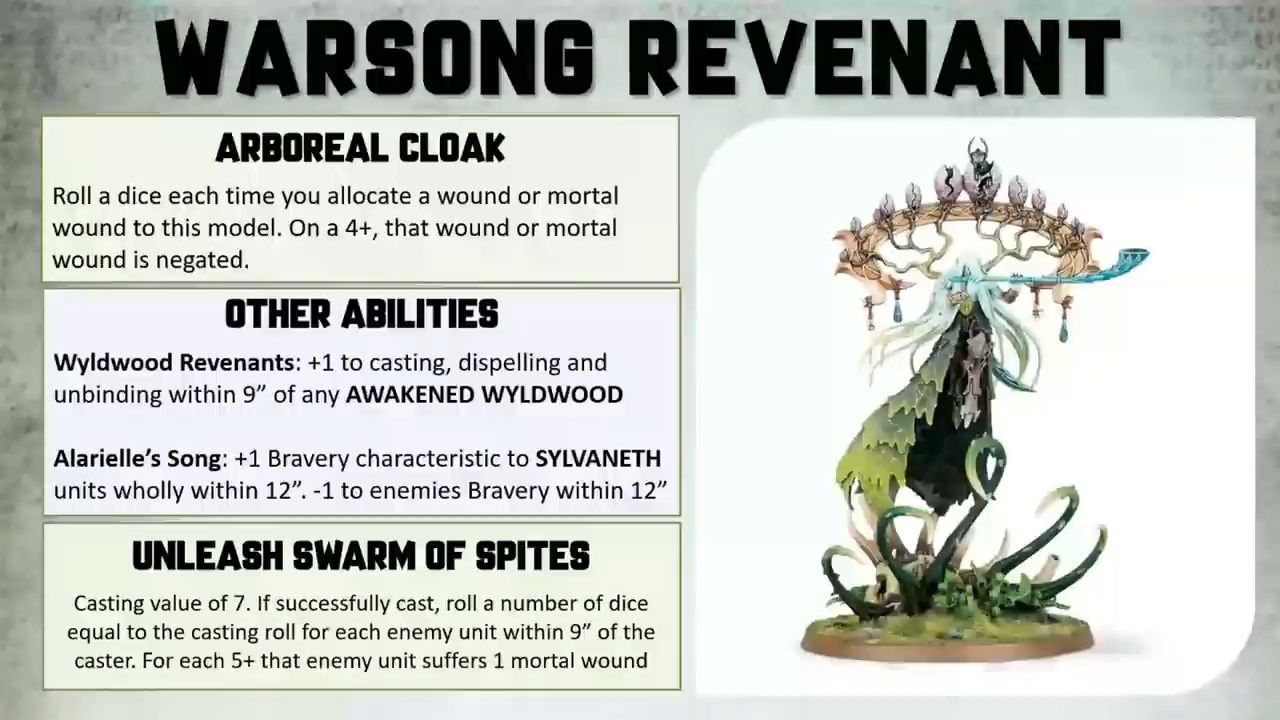 WARSONG REVENANT
ARBOREAL CLOAK
Roll a dice each time you allocate a wound or mortal
wound to this model. On a 4+, that wound or mortal
wound is negated.
OTHER ABILITIES
Wyldwood Revenants: +1 to casting, dispelling and
unbinding within 9” of any AWAKENED WYLDWOOD
Alarielle’s Song: +1 Bravery characteristic to SYLVANETH
units wholly within 12”. -1 to enemies Bravery within 12”
UNLEASH SWARM OF SPITES
Casting value of 7. If successfully cast, roll a number of dice
equal to the casting roll for each enemy unit within 9” of the
caster. For each 5+ that enemy unit suffers 1 mortal wound